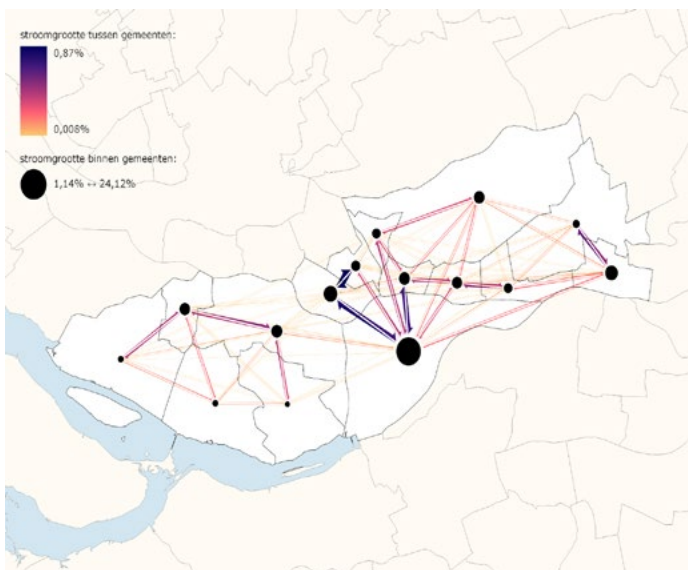 stroomgrootte tussen gemeenten:
0,87%
0,008%
stroomgrootte binnen gemeenten:
1,14% ↔ 24,12%